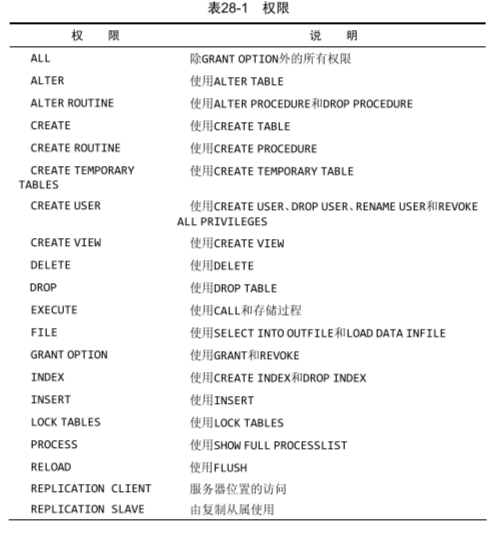 表28-1 权限
权 限 说 明
ALL 除GRANT OPTION外的所有权限
ALTER 使用ALTER TABLE
ALTER ROUTINE 使用ALTER PROCEDURE和DROP PROCEDURE
CREATE 使用CREATE TABLE
CREATE ROUTINE 使用CREATE PROCEDURE
CREATE TEMPORARY 使用CREATE TEMPORARY TABLE
TABLES
CREATE USER 使用CREATE USER、DROP USER、RENAME USER和REVOKE
ALL PRIVILEGES
CREATE VIEW 使用CREATE VIEW
DELETE 使用DELETE
DROP 使用DROP TABLE
EXECUTE 使用CALL和存储过程
FILE 使用SELECT INTO OUTFILE和LOAD DATA INFILE
GRANT OPTION 使用GRANT和REVOKE
INDEX 使用CREATE INDEX和DROP INDEX
INSERT 使用INSERT
LOCK TABLES 使用LOCK TABLES
PROCESS 使用SHOW FULL PROCESSLIST
RELOAD 使用FLUSH
REPLICATION CLIENT 服务器位置的访问
REPLICATION SLAVE 由复制从属使用